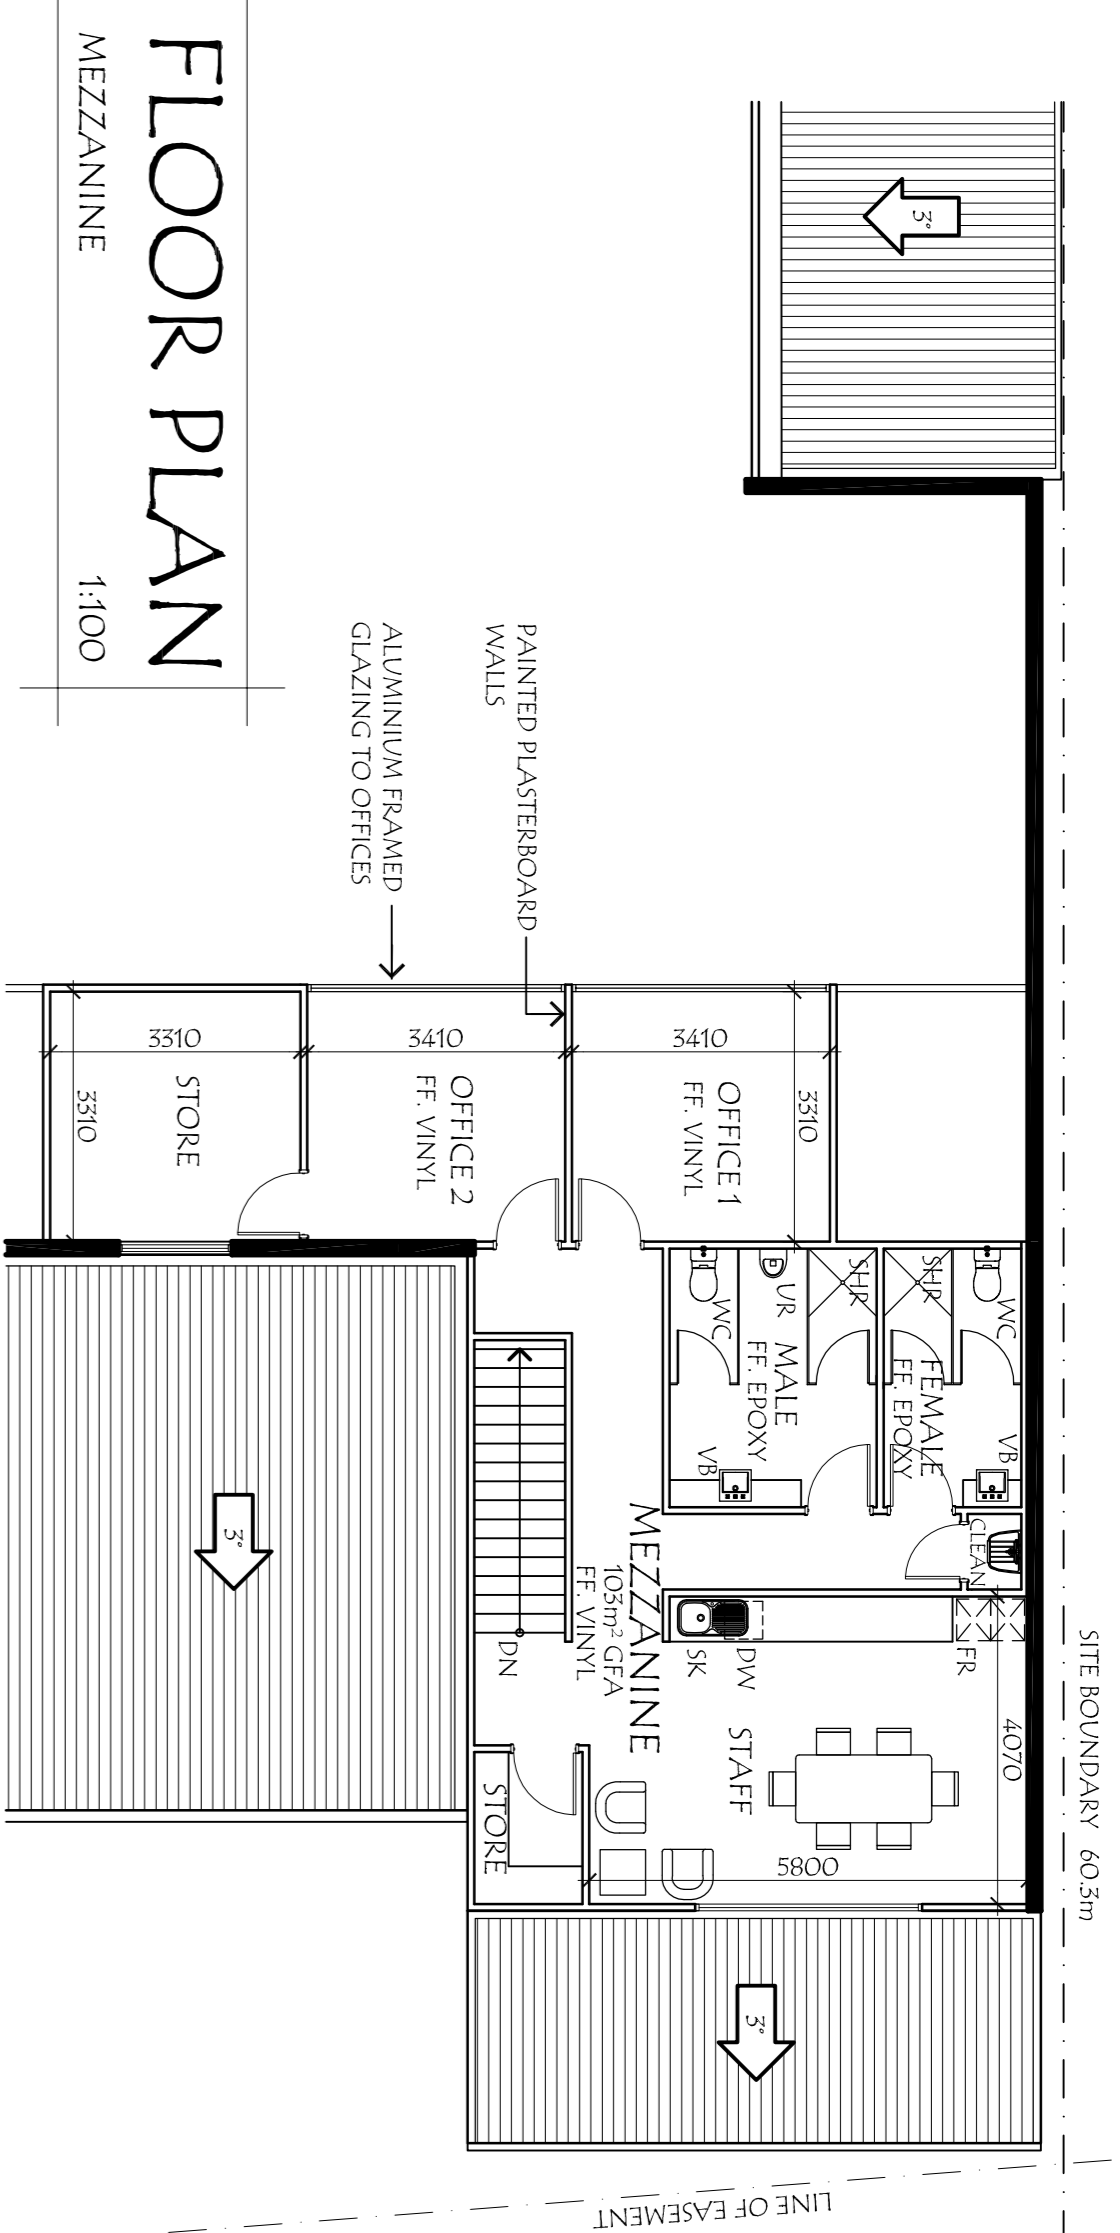 FLOOR PLAN
MEZZANINE 1:100
3°
PAINTED PLASTERBOARD
WALLS
ALUMINIUM FRAMED
GLAZING TO OFFICES
3310
3410
3410
STORE
3310
OFFICE 2
FF. VINYL
OFFICE 1
FF. VINYL
3310
WC
UR
SHR
SHR
WC
MALE
FF. EPOXY
FEMALE
FF. EPOXY
VB
VB
CLEAN
MEZZANINE
103m² GFA
FF. VINYL
DN
SK
DW
FR
STAFF
4070
5800
STORE
3°
3°
SITE BOUNDARY 60.3m
LINE OF EASEMENT